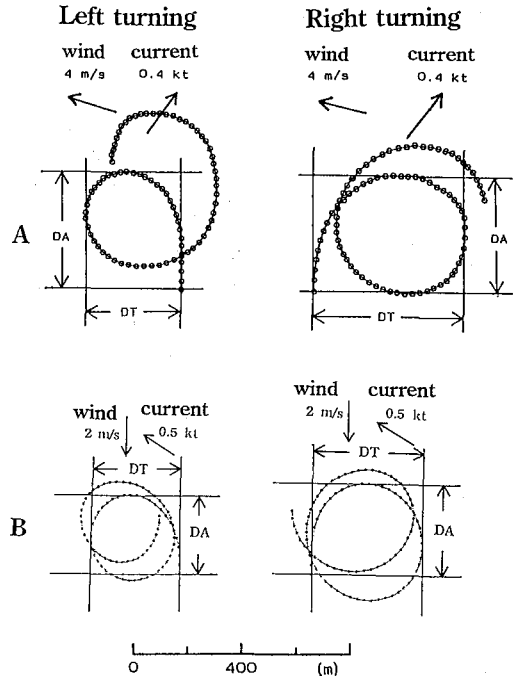 Left turning
Right turning
wind current
4 m/s 0.4 kt
wind current
4 m/s 0.4 kt
A
DA
DT
DA
DT
wind current
2 m/s 0.5 kt
DT
DA
wind current
2 m/s 0.5 kt
DT
DA
B
0 400 (m)